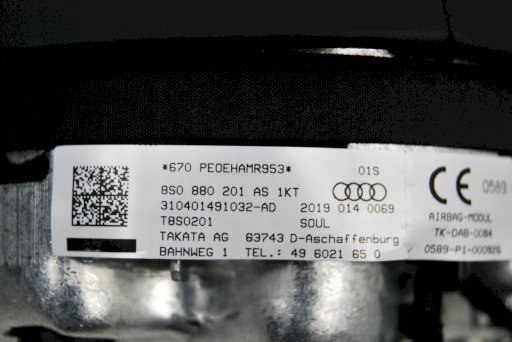 *670 PE0EHAMR953* 01S
8S0 880 201 AS 1KT
310401491032-AD 2019 014 0069
T8S0201 SOUL
TAKATA AG 63743 D-Aschaffenburg
BAHNWEG 1 TEL.: 49 6021 65 0
CE 0589
AIRBAG-MODUL
TK-DAB-0084
0589-P1-000926